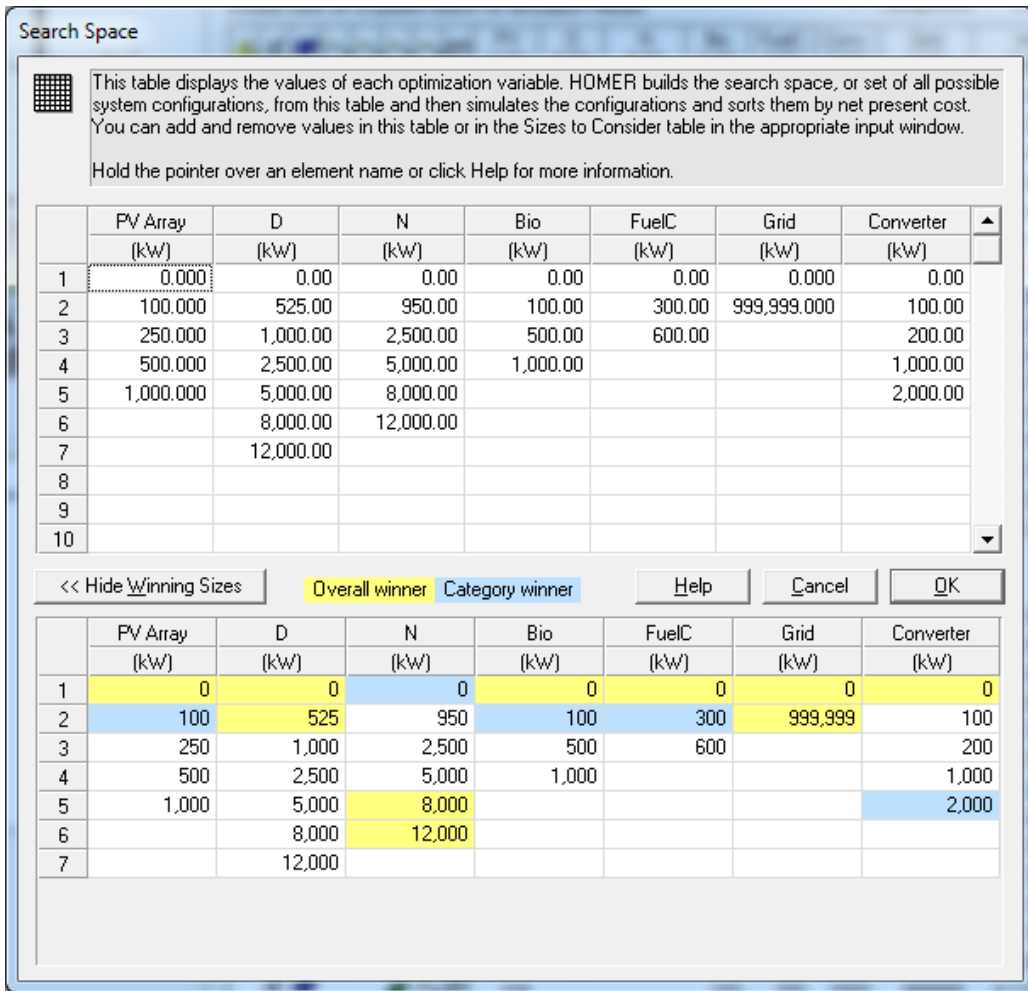 Search Space
This table displays the values of each optimization variable. HOMER builds the search space, or set of all possible
system configurations, from this table and then simulates the configurations and sorts them by net present cost.
You can add and remove values in this table or in the Sizes to Consider table in the appropriate input window.
Hold the pointer over an element name or click Help for more information.
PV Array D N Bio FuelC Grid Converter
(kW) (kW) (kW) (kW) (kW) (kW) (kW)
1 0.000 0.00 0.00 0.00 0.00 0.000 0.00
2 100.000 525.00 950.00 100.00 300.00 999,999.000 100.00
3 250.000 1,000.00 2,500.00 500.00 600.00 200.00
4 500.000 2,500.00 5,000.00 1,000.00 1,000.00
5 1,000.000 5,000.00 8,000.00 2,000.00
6 8,000.00 12,000.00
7 12,000.00
8
9
10
<< Hide Winning Sizes Overall winner Category winner Help Cancel OK
PV Array D N Bio FuelC Grid Converter
(kW) (kW) (kW) (kW) (kW) (kW) (kW)
1 0 0 0 0 0 0 0
2 100 525 950 100 300 999,999 100
3 250 1,000 2,500 500 600 200
4 500 2,500 5,000 1,000 1,000
5 1,000 5,000 8,000 2,000
6 8,000 12,000
7 12,000